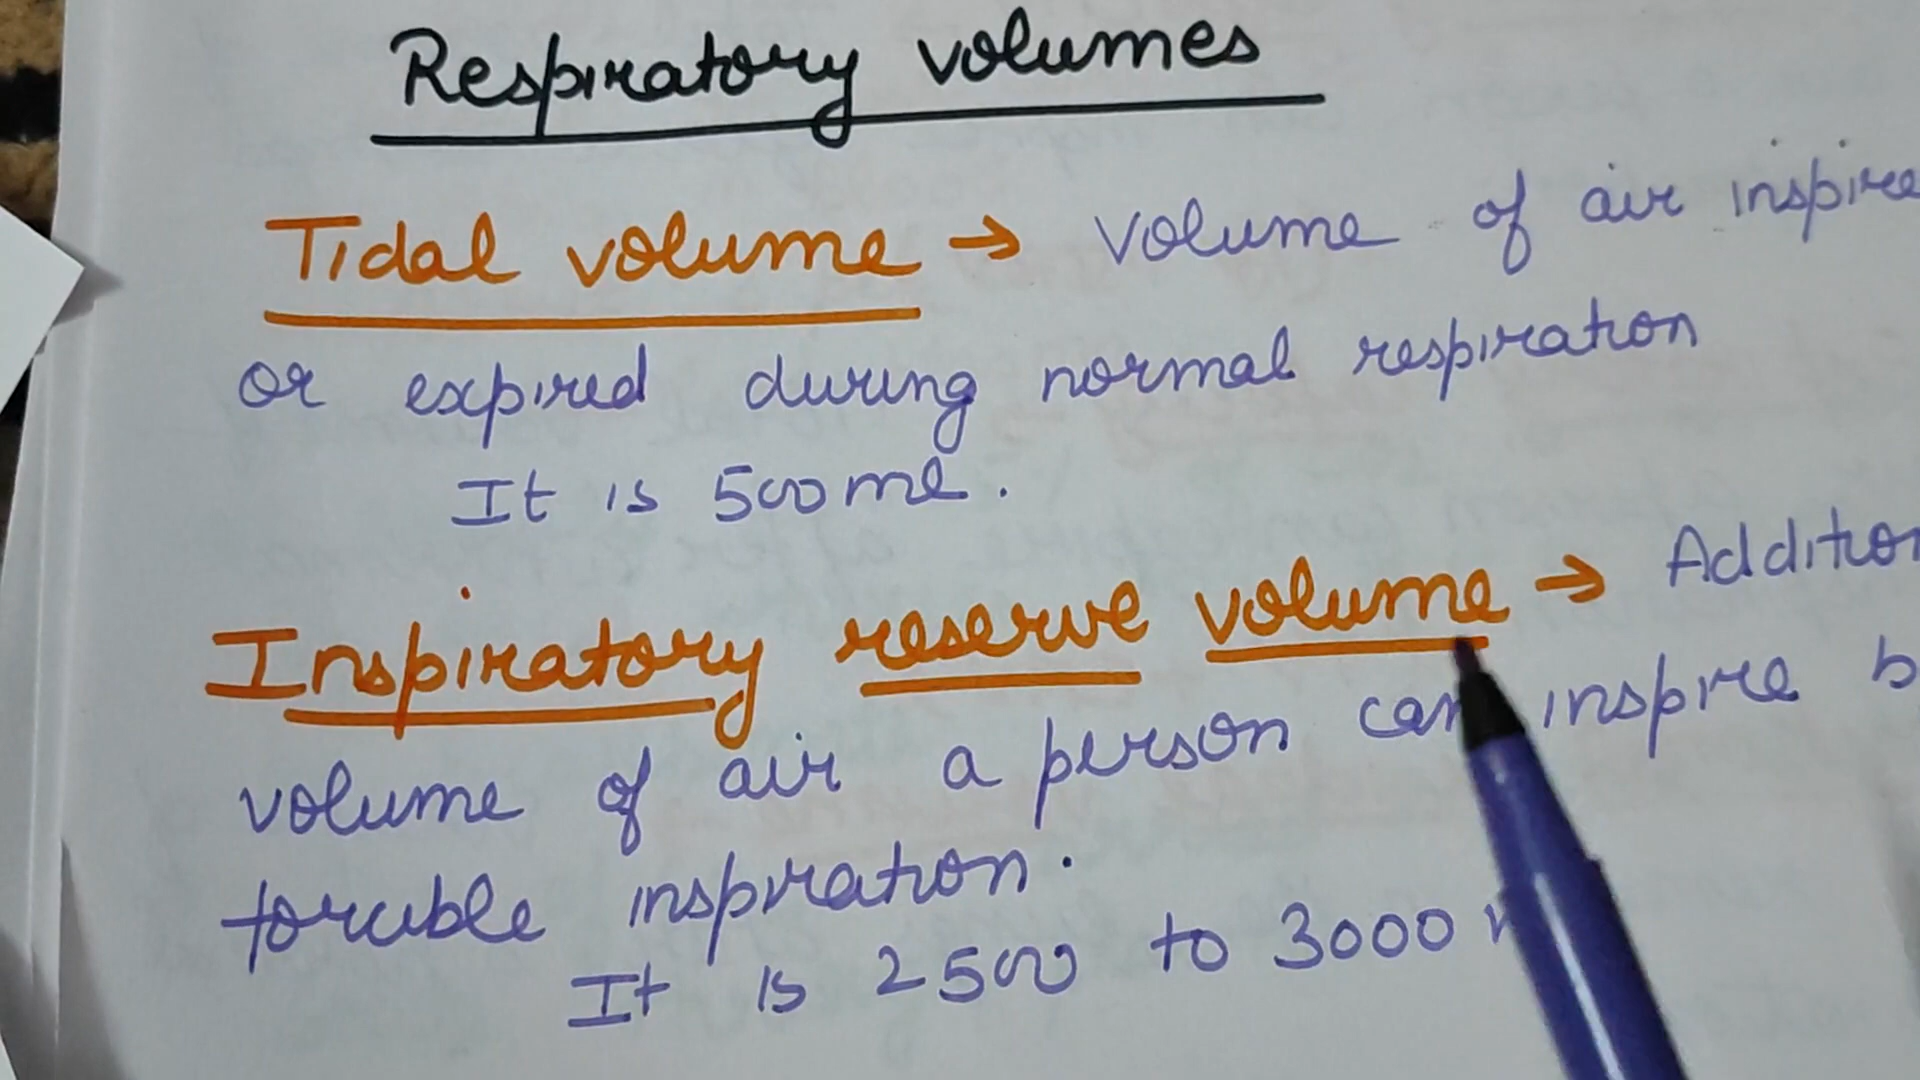 Respiratory volumes
Tidal volume → Volume of air inspire
or expired during normal respiration
It is 500ml.
Inspiratory reserve volume → Addition
volume of air a person can inspire b
forcible inspiration.
It is 2500 to 3000 m